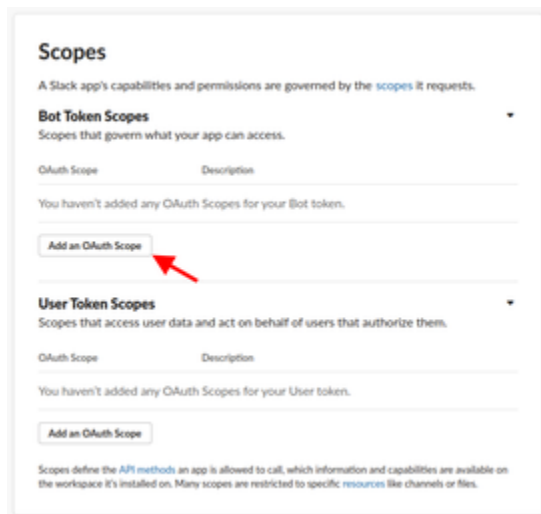 Scopes
A Slack app's capabilities and permissions are governed by the scopes it requests.
Bot Token Scopes
Scopes that govern what your app can access.
OAuth Scope Description
You haven't added any OAuth Scopes for your Bot token.
Add an OAuth Scope
User Token Scopes
Scopes that access user data and act on behalf of users that authorize them.
OAuth Scope Description
You haven't added any OAuth Scopes for your User token.
Add an OAuth Scope
Scopes define the API methods an app is allowed to call, which information and capabilities are available on
the workspace it's installed on. Many scopes are restricted to specific resources like channels or files.